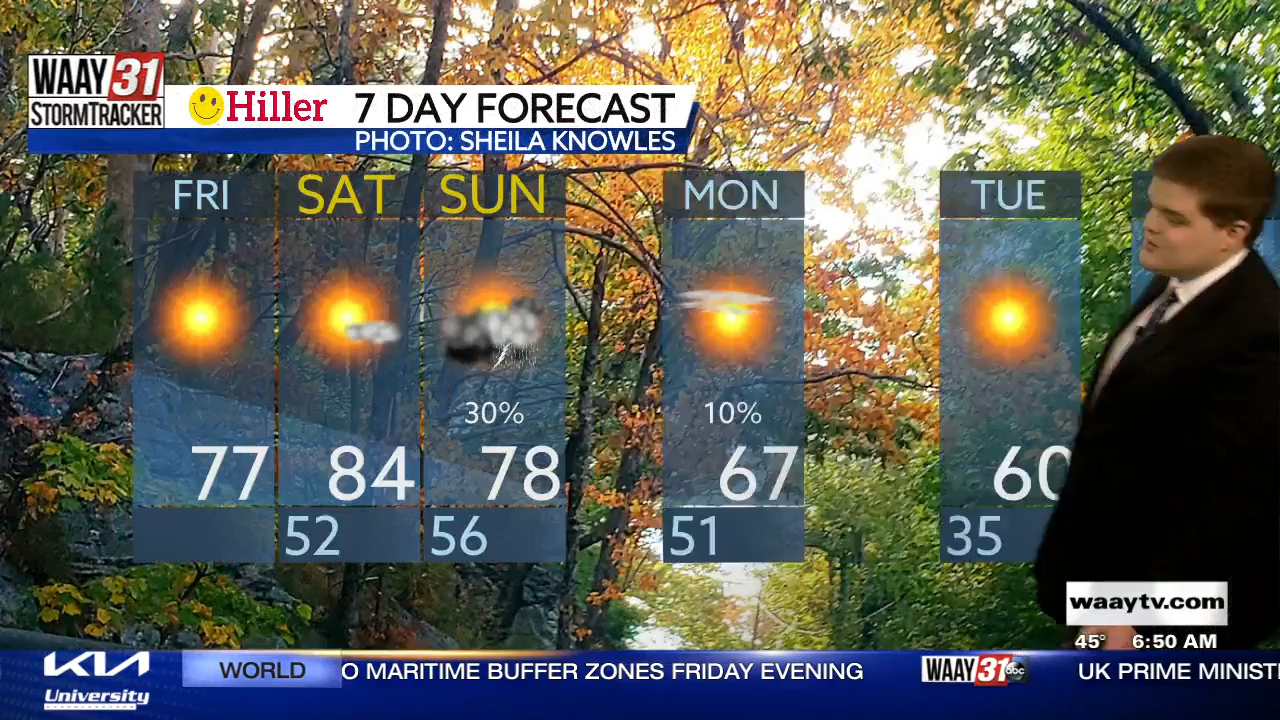 WAAY 31
STORMTRACKER
Hiller
7 DAY FORECAST
PHOTO: SHEILA KNOWLES
FRI
SAT
SUN
MON
TUE
30%
10%
77
84
78
67
60
52
56
51
35
waaytv.com
45° 6:50 AM
KIA
University
WORLD
O MARITIME BUFFER ZONES FRIDAY EVENING
WAAY 31 abc
UK PRIME MINIST